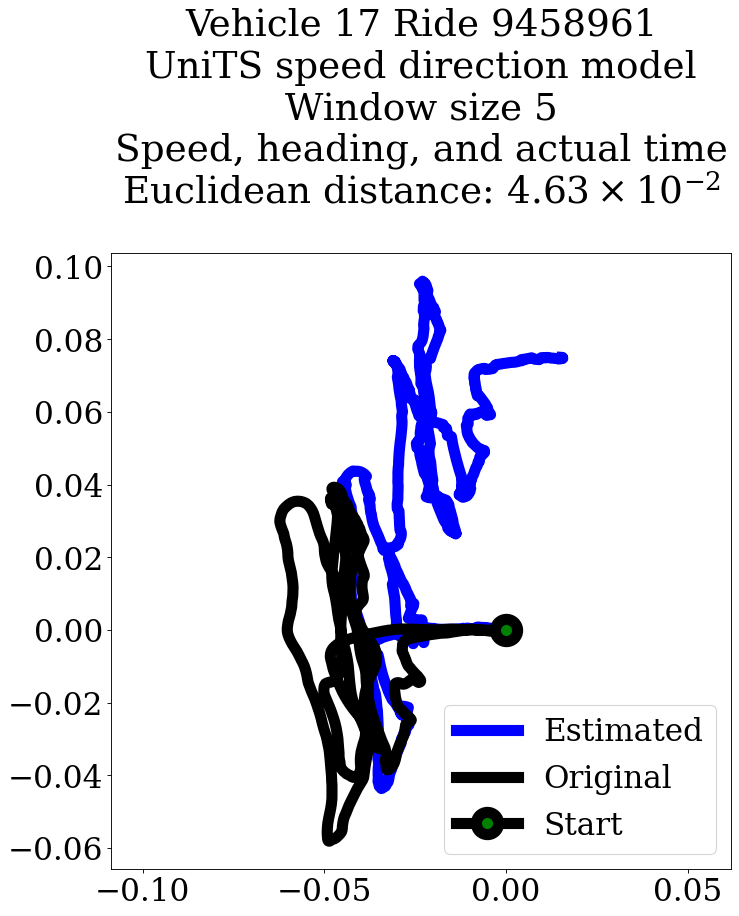 Vehicle 17 Ride 9458961
UniTS speed direction model
Window size 5
Speed, heading, and actual time
Euclidean distance: 4.63 × 10⁻²
0.10
0.08
0.06
0.04
0.02
0.00
−0.02
−0.04
−0.06
Estimated
Original
Start
−0.10
−0.05
0.00
0.05